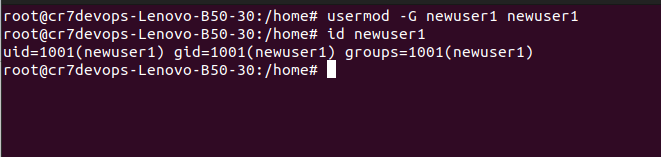 root@cr7devops-Lenovo-B50-30:/home# usermod -G newuser1 newuser1
root@cr7devops-Lenovo-B50-30:/home# id newuser1
uid=1001(newuser1) gid=1001(newuser1) groups=1001(newuser1)
root@cr7devops-Lenovo-B50-30:/home#